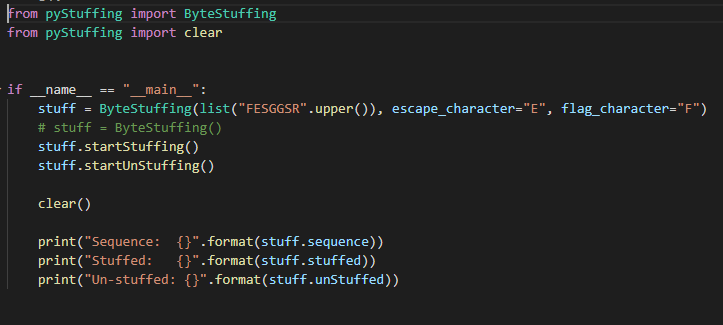 from pyStuffing import ByteStuffing
from pyStuffing import clear
if __name__ == "__main__":
    stuff = ByteStuffing(list("FESGGSR".upper()), escape_character="E", flag_character="F")
    # stuff = ByteStuffing()
    stuff.startStuffing()
    stuff.startUnStuffing()
    clear()
    print("Sequence:  {}".format(stuff.sequence))
    print("Stuffed:   {}".format(stuff.stuffed))
    print("Un-stuffed: {}".format(stuff.unStuffed))